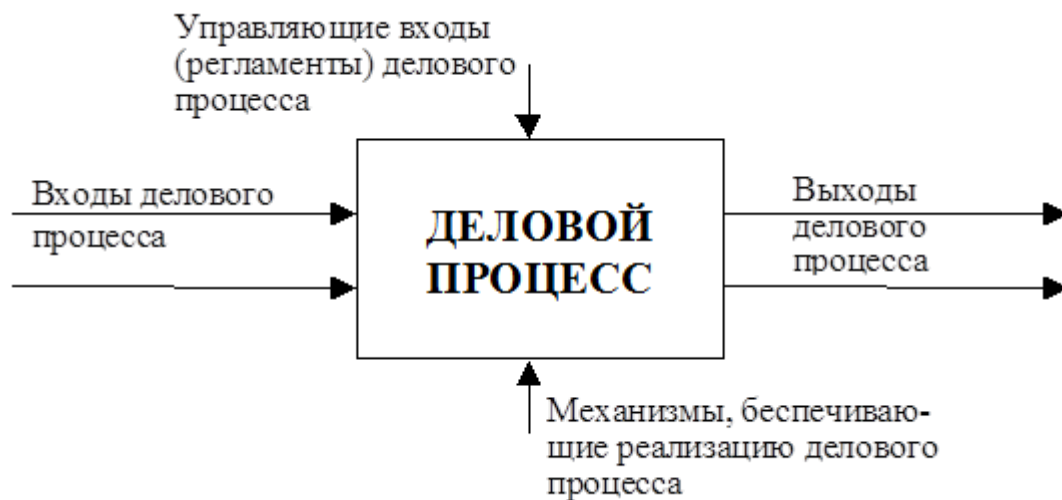 Управляющие входы
(регламенты) делового
процесса
Входы делового
процесса
ДЕЛОВОЙ
ПРОЦЕСС
Выходы
делового
процесса
Механизмы, беспечиваю-
щие реализацию делового
процесса